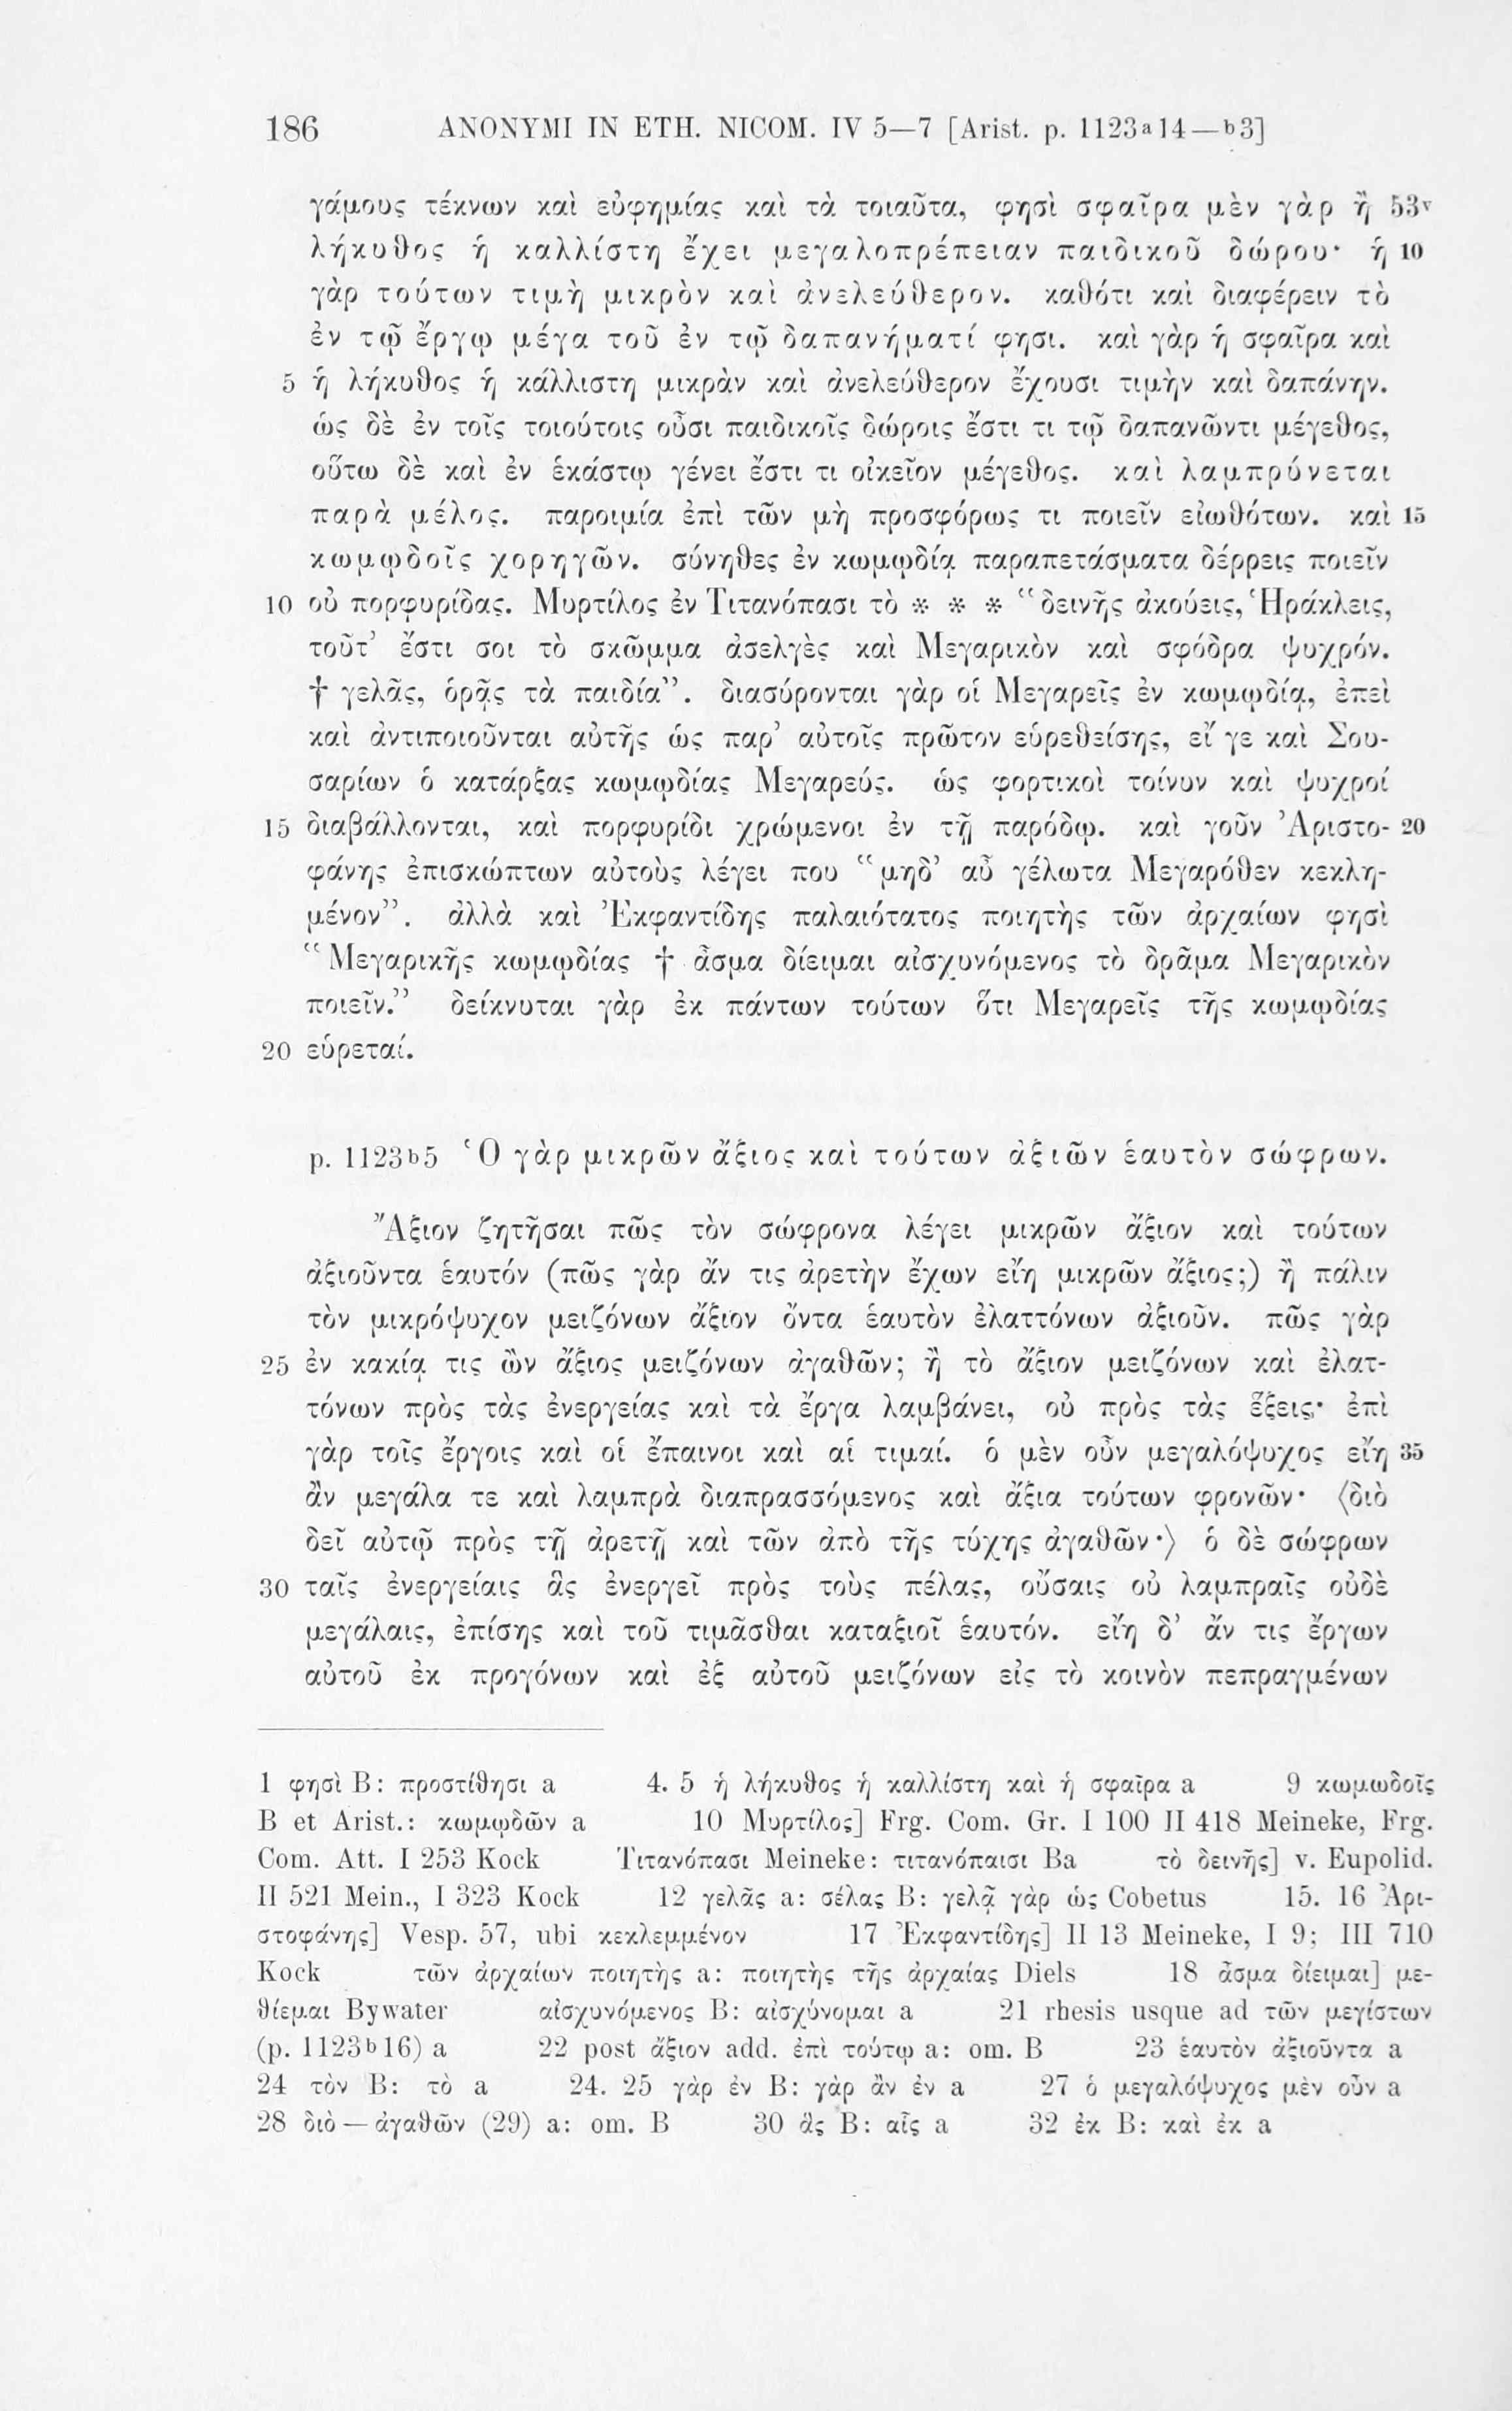 186 ANONYMI IN ETH. NICOM. IV 5—7 [Arist. p. 1123a14—b3]
γάμους τέκνων καὶ εὐφημίας καὶ τὰ τοιαῦτα, φησὶ σφαῖρα μὲν γὰρ ἢ 53v
λήκυθος ἡ καλλίστη ἔχει μεγαλοπρέπειαν παιδικοῦ δώρου· ἡ 10
γὰρ τούτων τιμὴ μικρὸν καὶ ἀνελεύθερον. καθότι καὶ διαφέρειν τὸ
ἐν τῷ ἔργῳ μέγα τοῦ ἐν τῷ δαπανήματί φησι. καὶ γὰρ ἡ σφαῖρα καὶ
5 ἡ λήκυθος ἡ κάλλιστη μικρὰν καὶ ἀνελεύθερον ἔχουσι τιμὴν καὶ δαπάνην.
ὡς δὲ ἐν τοῖς τοιούτοις οὖσι παιδικοῖς δώροις ἔστι τι τῷ δαπανῶντι μέγεθος,
οὕτω δὲ καὶ ἐν ἑκάστῳ γένει ἔστι τι οἰκεῖον μέγεθος. καὶ λαμπρύνεται
παρὰ μέλος. παροιμία ἐπὶ τῶν μὴ προσφόρως τι ποιεῖν εἰωθότων. καὶ 15
κωμῳδοῖς χορηγῶν. σύνηθες ἐν κωμῳδίᾳ παραπετάσματα δέρρεις ποιεῖν
10 οὐ πορφυρίδας. Μυρτίλος ἐν Τιτανόπασι τὸ * * * “δεινῆς ἀκούεις, Ἡράκλεις,
τοῦτ’ ἔστι σοι τὸ σκῶμμα ἀσελγὲς καὶ Μεγαρικὸν καὶ σφόδρα ψυχρόν.
† γελᾶς, ὁρᾷς τὰ παιδία”. διασύρονται γὰρ οἱ Μεγαρεῖς ἐν κωμῳδίᾳ, ἐπεὶ
καὶ ἀντιποιοῦνται αὐτῆς ὡς παρ’ αὐτοῖς πρῶτον εὑρεθείσης, εἴ γε καὶ Σου-
σαρίων ὁ κατάρξας κωμῳδίας Μεγαρεύς. ὡς φορτικοὶ τοίνυν καὶ ψυχροί
15 διαβάλλονται, καὶ πορφυρίδι χρώμενοι ἐν τῇ παρόδῳ. καὶ γοῦν Ἀριστο- 20
φάνης ἐπισκώπτων αὐτοὺς λέγει που “μηδ’ αὖ γέλωτα Μεγαρόθεν κεκλη-
μένον”. ἀλλὰ καὶ Ἐκφαντίδης παλαιότατος ποιητὴς τῶν ἀρχαίων φησὶ
“Μεγαρικῆς κωμῳδίας † ἆσμα δίειμαι αἰσχυνόμενος τὸ δρᾶμα Μεγαρικὸν
ποιεῖν.” δείκνυται γὰρ ἐκ πάντων τούτων ὅτι Μεγαρεῖς τῆς κωμῳδίας
20 εὑρεταί.
p. 1123b5 Ὁ γὰρ μικρῶν ἄξιος καὶ τούτων ἀξιῶν ἑαυτὸν σώφρων.
Ἄξιον ζητῆσαι πῶς τὸν σώφρονα λέγει μικρῶν ἄξιον καὶ τούτων
ἀξιοῦντα ἑαυτόν (πῶς γὰρ ἄν τις ἀρετὴν ἔχων εἴη μικρῶν ἄξιος;) ἢ πάλιν
τὸν μικρόψυχον μειζόνων ἄξιον ὄντα ἑαυτὸν ἐλαττόνων ἀξιοῦν. πῶς γὰρ
25 ἐν κακίᾳ τις ὢν ἄξιος μειζόνων ἀγαθῶν; ἢ τὸ ἄξιον μειζόνων καὶ ἐλατ-
τόνων πρὸς τὰς ἐνεργείας καὶ τὰ ἔργα λαμβάνει, οὐ πρὸς τὰς ἕξεις· ἐπὶ
γὰρ τοῖς ἔργοις καὶ οἱ ἔπαινοι καὶ αἱ τιμαί. ὁ μὲν οὖν μεγαλόψυχος εἴη 35
ἂν μεγάλα τε καὶ λαμπρὰ διαπρασσόμενος καὶ ἄξια τούτων φρονῶν· 〈διὸ
δεῖ αὐτῷ πρὸς τῇ ἀρετῇ καὶ τῶν ἀπὸ τῆς τύχης ἀγαθῶν·〉 ὁ δὲ σώφρων
30 ταῖς ἐνεργείαις ἃς ἐνεργεῖ πρὸς τοὺς πέλας, οὔσαις οὐ λαμπραῖς οὐδὲ
μεγάλαις, ἐπίσης καὶ τοῦ τιμᾶσθαι καταξιοῖ ἑαυτόν. εἴη δ’ ἄν τις ἔργων
αὐτοῦ ἐκ προγόνων καὶ ἐξ αὐτοῦ μειζόνων εἰς τὸ κοινὸν πεπραγμένων
1 φησὶ B: προστίθησι a 4. 5 ἡ λήκυθος ἡ καλλίστη καὶ ἡ σφαῖρα a 9 κωμωδοῖς
B et Arist.: κωμῳδῶν a 10 Μυρτίλος] Frg. Com. Gr. I 100 II 418 Meineke, Frg.
Com. Att. I 253 Kock Τιτανόπασι Meineke: τιτανόπαισι Ba τὸ δεινῆς] v. Eupolid.
II 521 Mein., I 323 Kock 12 γελᾶς a: σέλας B: γελᾷ γὰρ ὡς Cobetus 15. 16 Ἀρι-
στοφάνης] Vesp. 57, ubi κεκλεμμένον 17 Ἐκφαντίδης] II 13 Meineke, I 9; III 710
Kock τῶν ἀρχαίων ποιητὴς a: ποιητὴς τῆς ἀρχαίας Diels 18 ἆσμα δίειμαι] με-
θίεμαι Bywater αἰσχυνόμενος B: αἰσχύνομαι a 21 rhesis usque ad τῶν μεγίστων
(p. 1123b16) a 22 post ἄξιον add. ἐπὶ τούτῳ a: om. B 23 ἑαυτὸν ἀξιοῦντα a
24 τὸν B: τὸ a 24. 25 γὰρ ἐν B: γὰρ ἂν ἐν a 27 ὁ μεγαλόψυχος μὲν οὖν a
28 διὸ — ἀγαθῶν (29) a: om. B 30 ἃς B: αἷς a 32 ἐκ B: καὶ ἐκ a